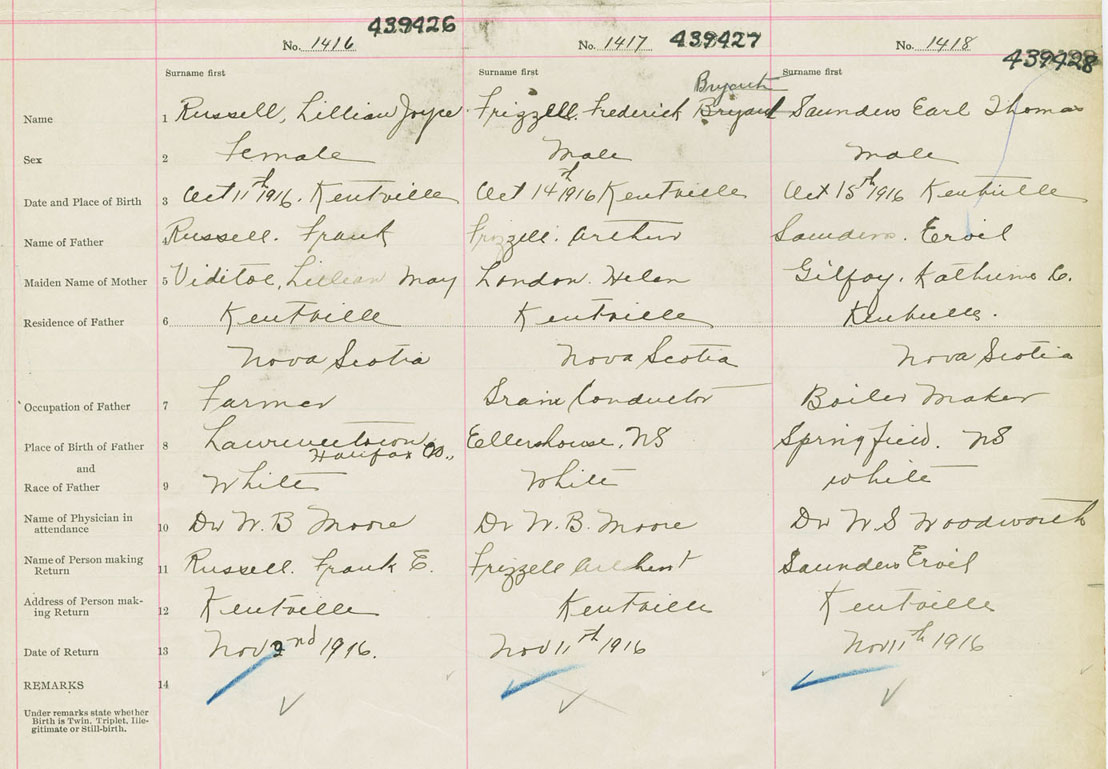 439426 439427 439428
No. 1416 No. 1417 No. 1418
Surname first Surname first Surname first
Bryant
Name 1 Russell, Lillian Joyce Frizzell, Frederick Bryant Saunders Earl Thomas
Sex 2 Female Male Male
Date and Place of Birth 3 Oct 11th 1916. Kentville Oct 14th 1916 Kentville Oct 15th 1916 Kentville
Name of Father 4 Russell. Frank Frizzell. Arthur Saunders. Ervil
Maiden Name of Mother 5 Viditoe, Lillian May London. Helen Gilfoy. Katherine
Residence of Father 6 Kentville Kentville Kentville.
Nova Scotia Nova Scotia Nova Scotia
Occupation of Father 7 Farmer Train Conductor Boiler Maker
Place of Birth of Father 8 Lawrencetown Ellershouse, NS Springfield. NS
Halifax Co.,
and
Race of Father 9 White White White
Name of Physician in
attendance 10 Dr W. B Moore Dr W. B. Moore Dr W S Woodworth
Name of Person making
Return 11 Russell. Frank E. Frizzell Saunders Ervil
Address of Person mak-
ing Return 12 Kentville Kentville Kentville
Date of Return 13 Nov 2nd 1916. Nov 11th 1916 Nov 11th 1916
REMARKS 14
Under remarks state whether
Birth is Twin, Triplet, Ille-
gitimate or Still-birth.